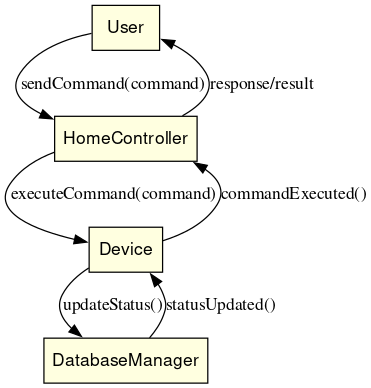 User
sendCommand(command) response/result
HomeController
executeCommand(command) commandExecuted()
Device
updateStatus() statusUpdated()
DatabaseManager